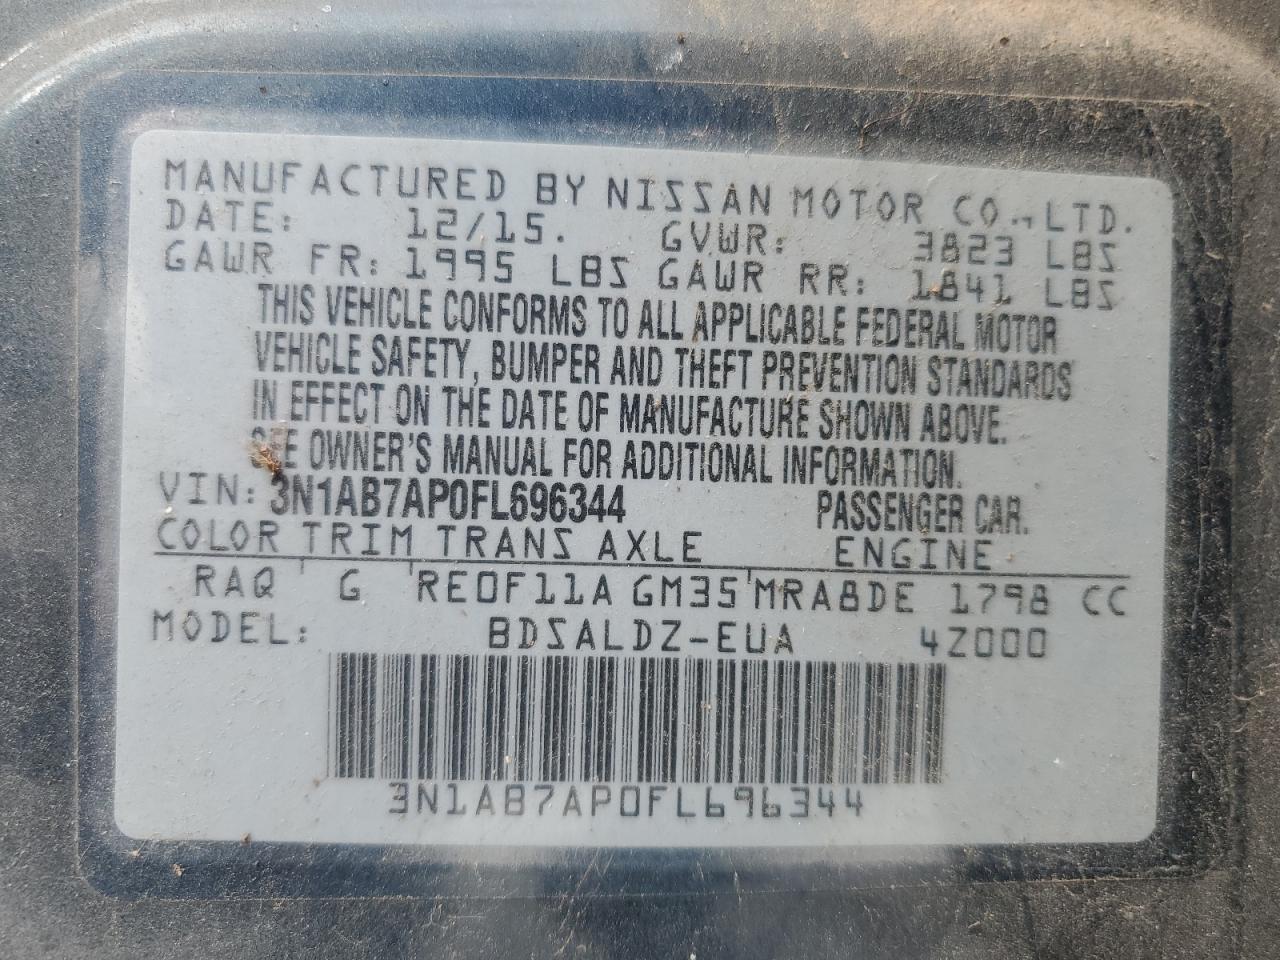 MANUFACTURED BY NISSAN MOTOR CO., LTD.
DATE: 12/15. GVWR: 3823 LBS
GAWR FR: 1995 LBS GAWR RR: 1841 LBS
THIS VEHICLE CONFORMS TO ALL APPLICABLE FEDERAL MOTOR
VEHICLE SAFETY, BUMPER AND THEFT PREVENTION STANDARDS
IN EFFECT ON THE DATE OF MANUFACTURE SHOWN ABOVE.
SEE OWNER'S MANUAL FOR ADDITIONAL INFORMATION.
VIN: 3N1AB7AP0FL696344 PASSENGER CAR.
COLOR TRIM TRANS AXLE ENGINE
RAQ G RE0F11A GM35 MRA8DE 1798 CC
MODEL: BDSALDZ-EUA 4Z000
3N1AB7AP0FL696344